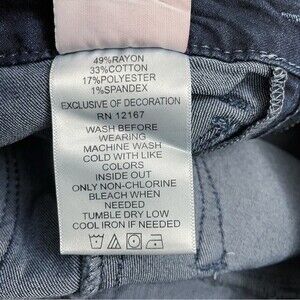 49%RAYON
33%COTTON
17%POLYESTER
1%SPANDEX
EXCLUSIVE OF DECORATION
RN 12167
WASH BEFORE
WEARING
MACHINE WASH
COLD WITH LIKE
COLORS
INSIDE OUT
ONLY NON-CHLORINE
BLEACH WHEN
NEEDED
TUMBLE DRY LOW
COOL IRON IF NEEDED